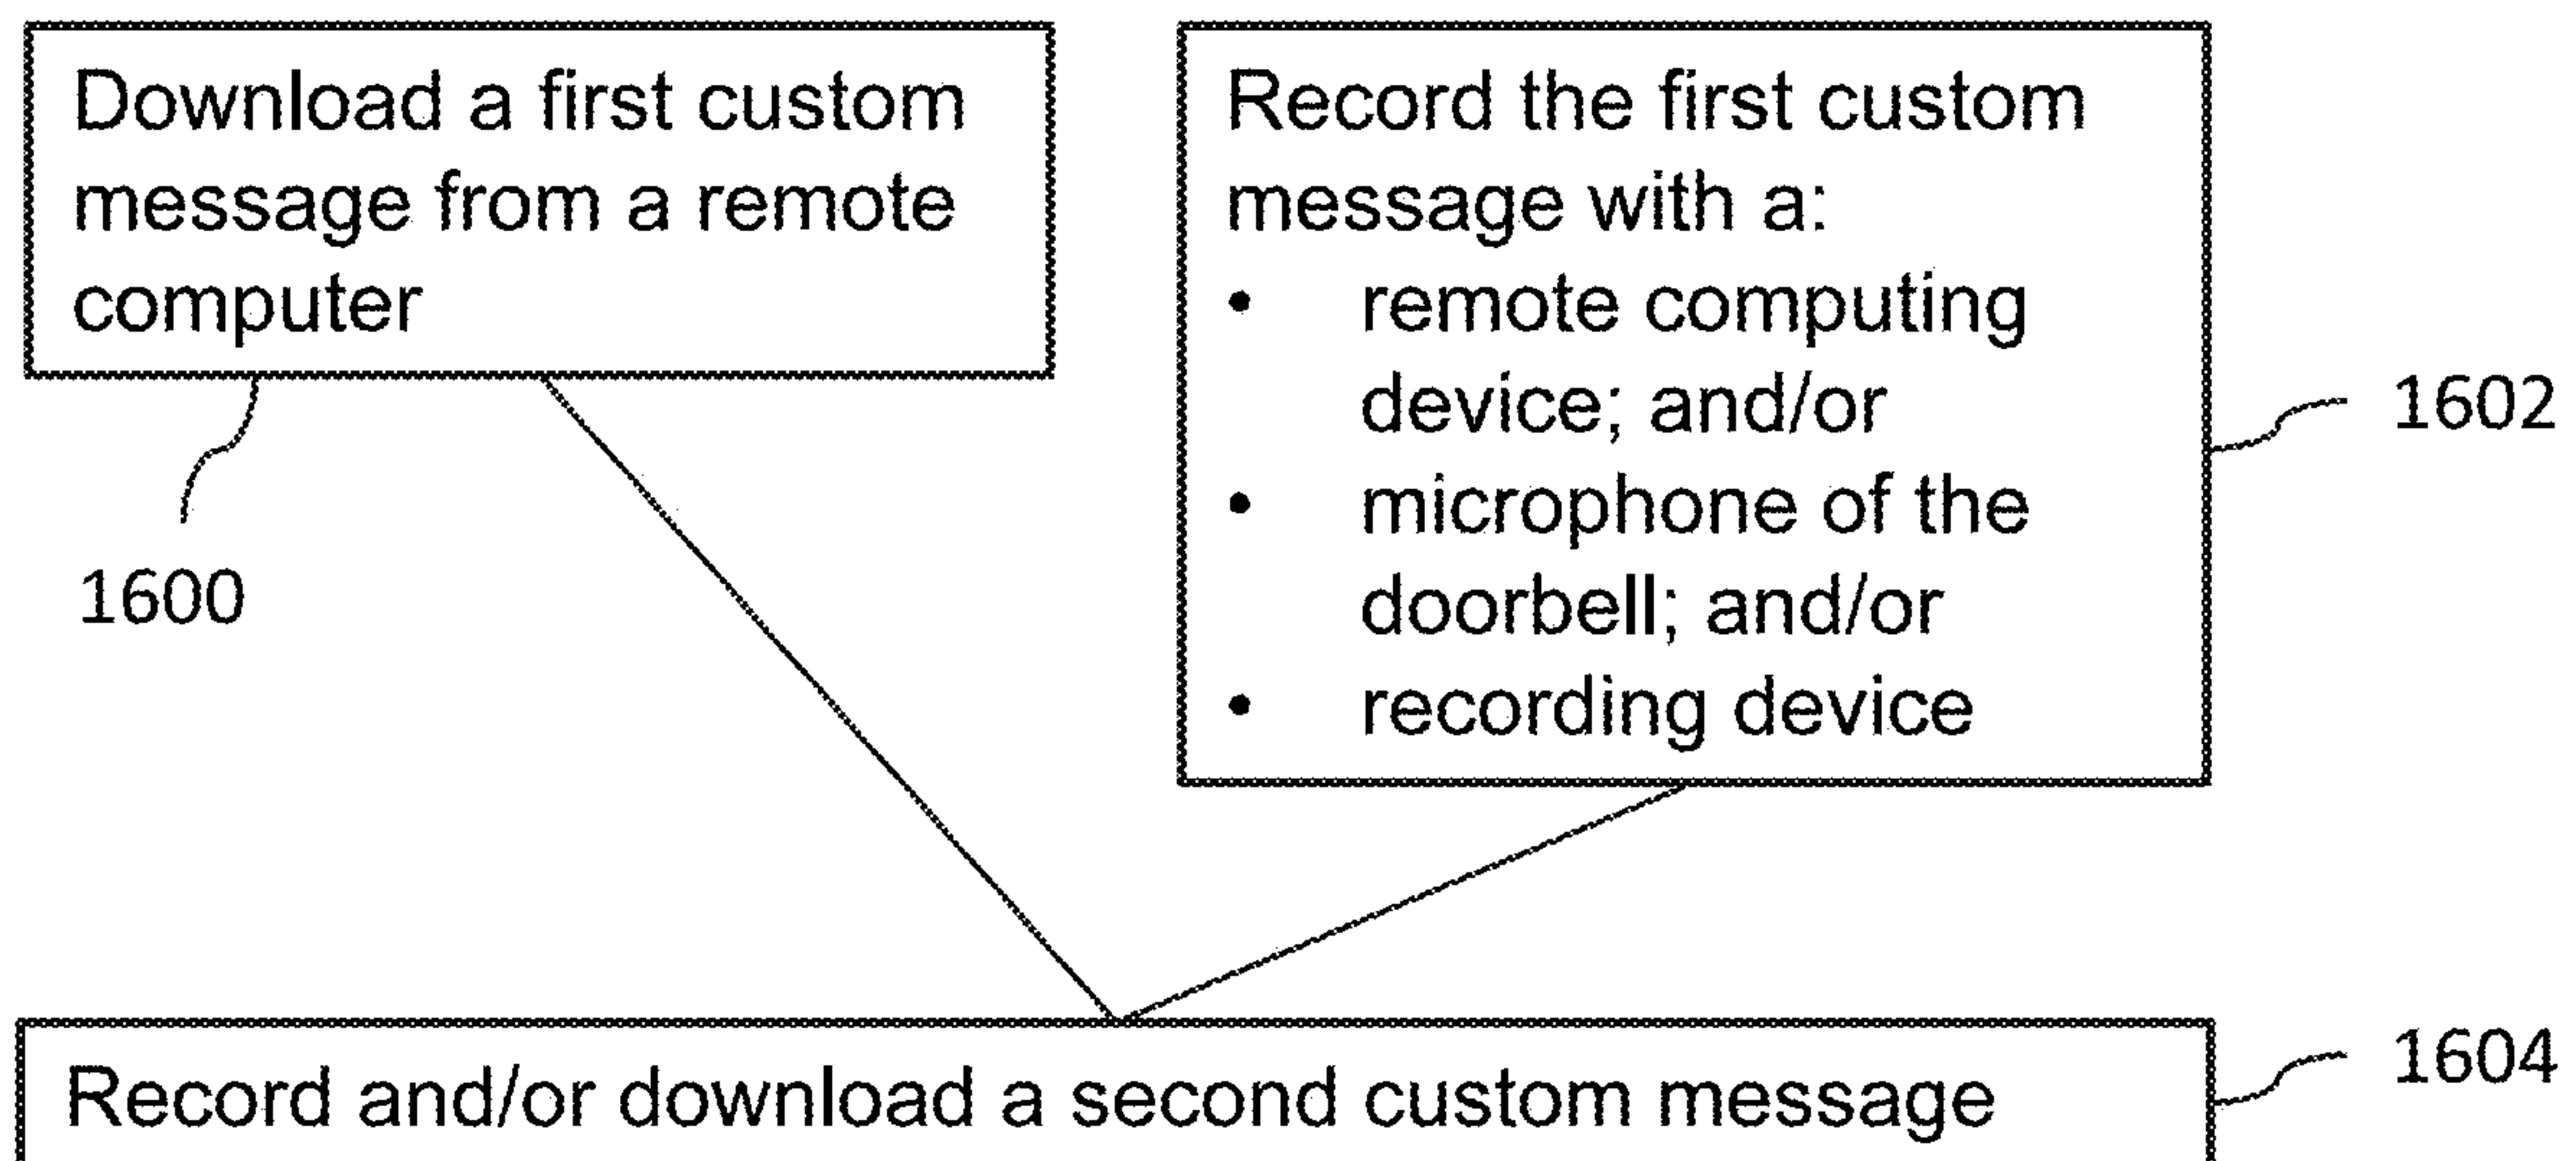 Download a first custom
message from a remote
computer
1600
Record the first custom
message with a:
• remote computing
device; and/or
• microphone of the
doorbell; and/or
• recording device
1602
Record and/or download a second custom message
1604